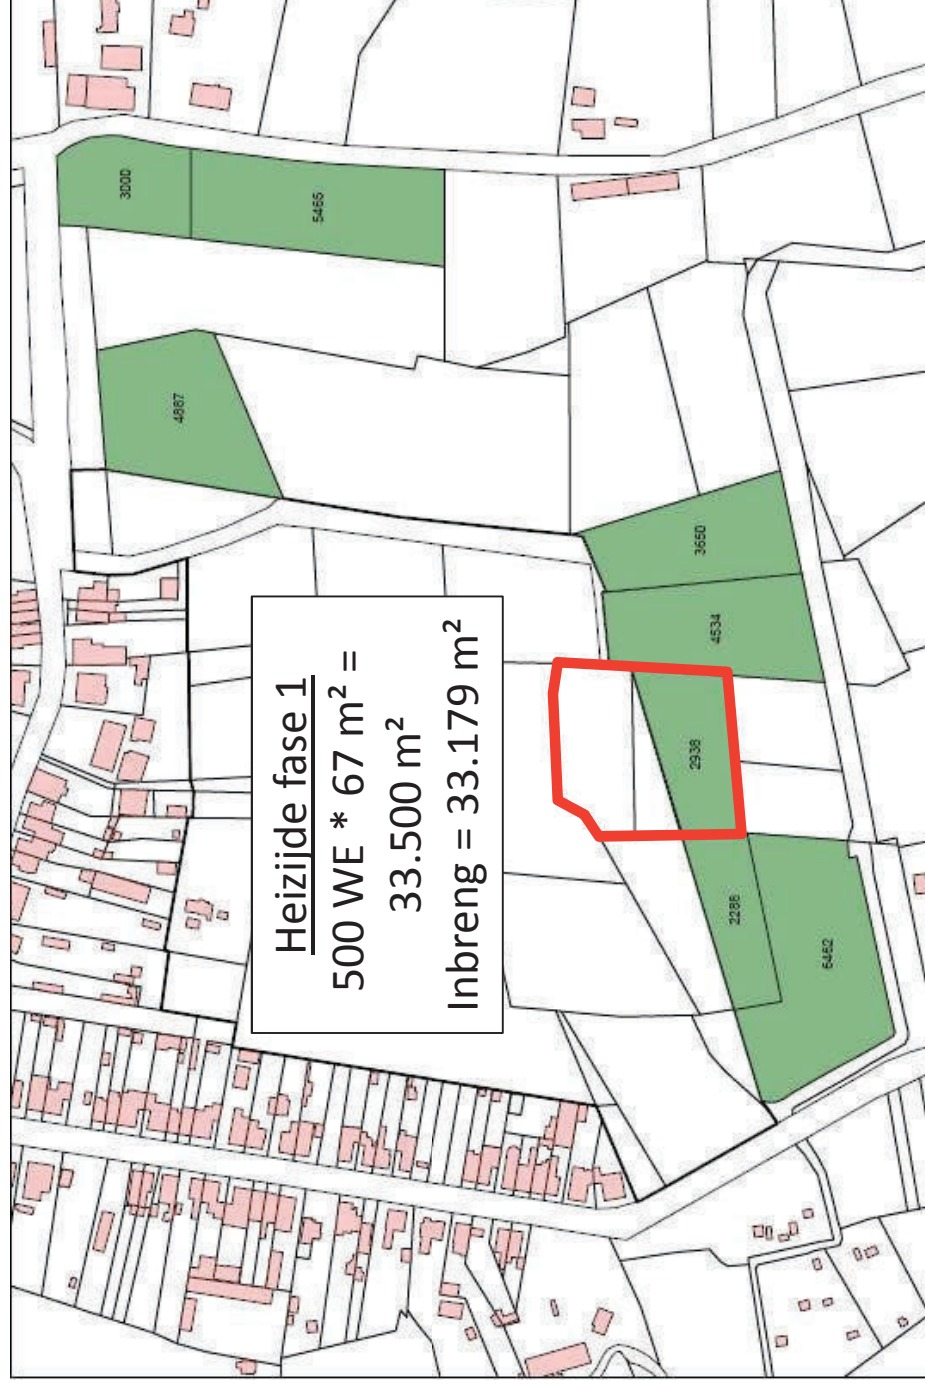 Heizijde fase 1
500 WE * 67 m² =
33.500 m²
Inbreng = 33.179 m²
3000
5465
4887
3650
4534
2938
2286
6462